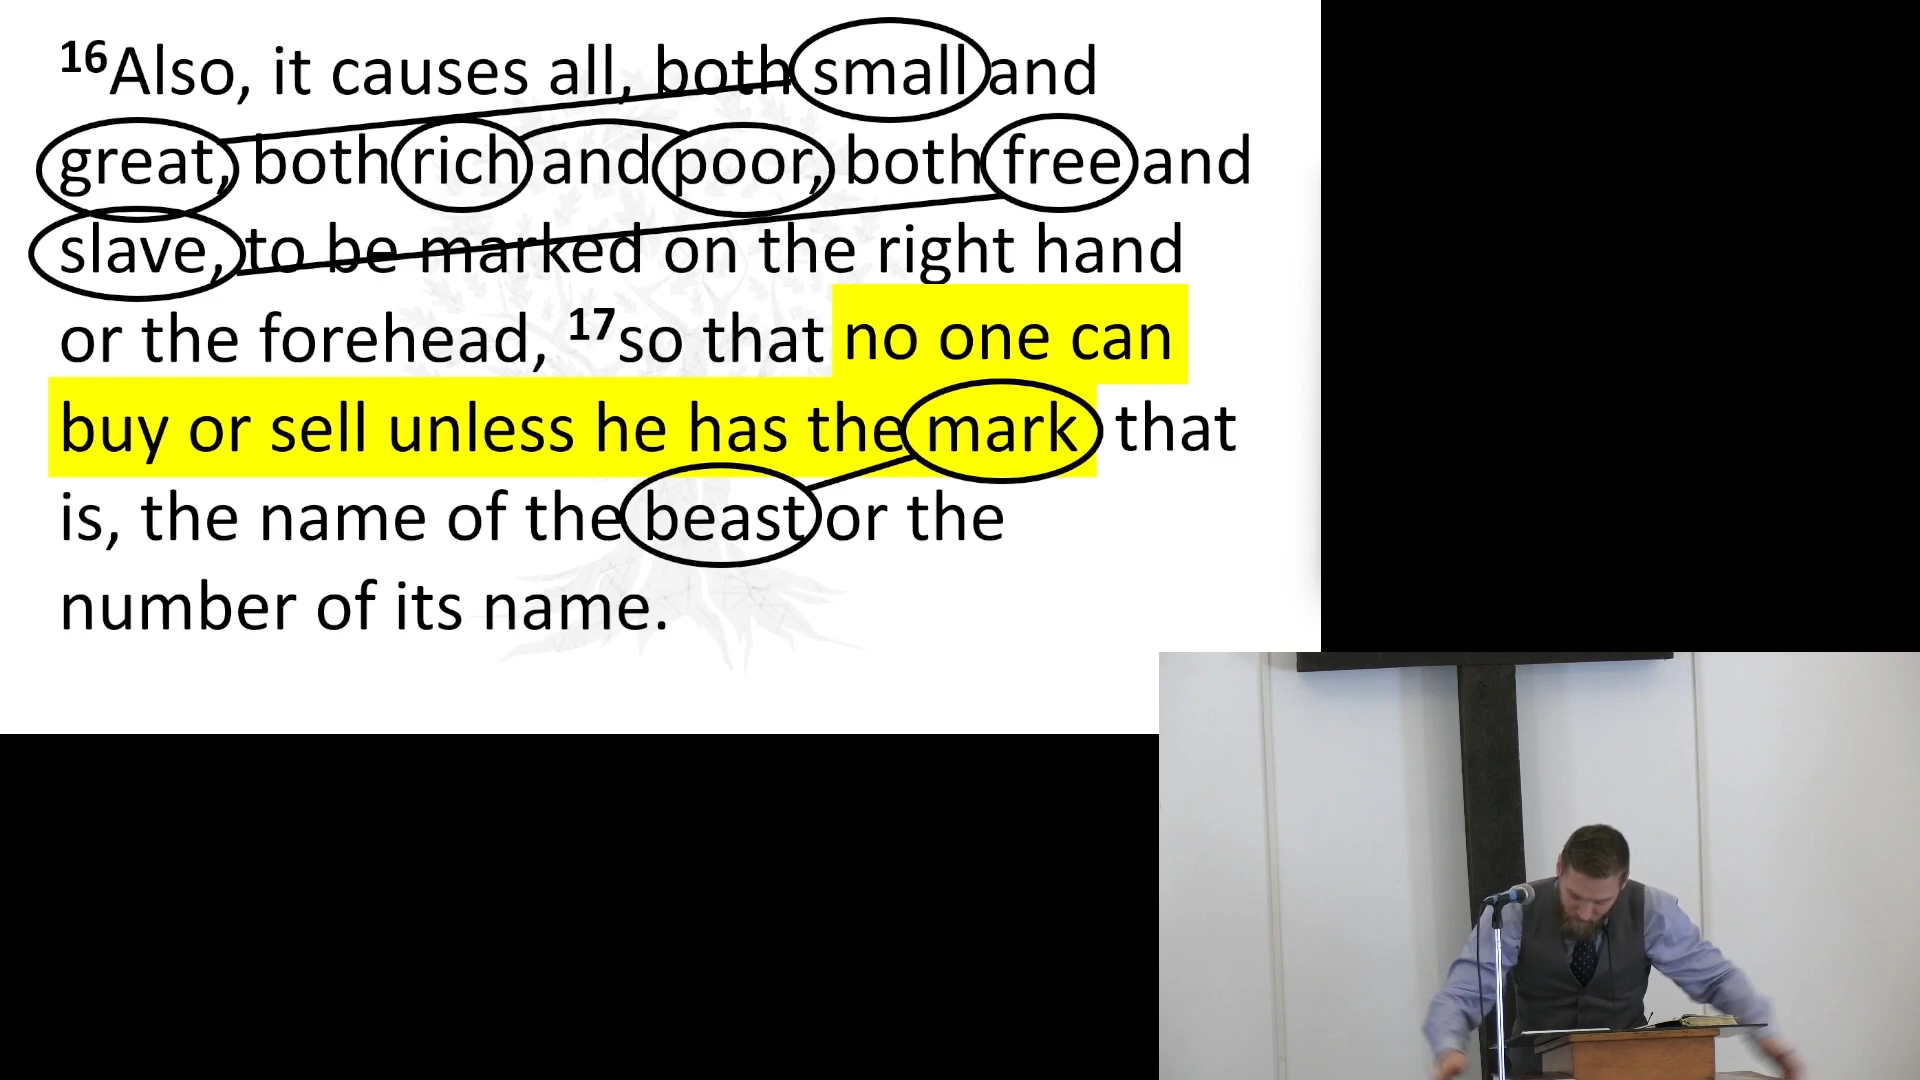 16Also, it causes all, both small and
great, both rich and poor, both free and
slave, to be marked on the right hand
or the forehead, 17so that no one can
buy or sell unless he has the mark that
is, the name of the beast or the
number of its name.